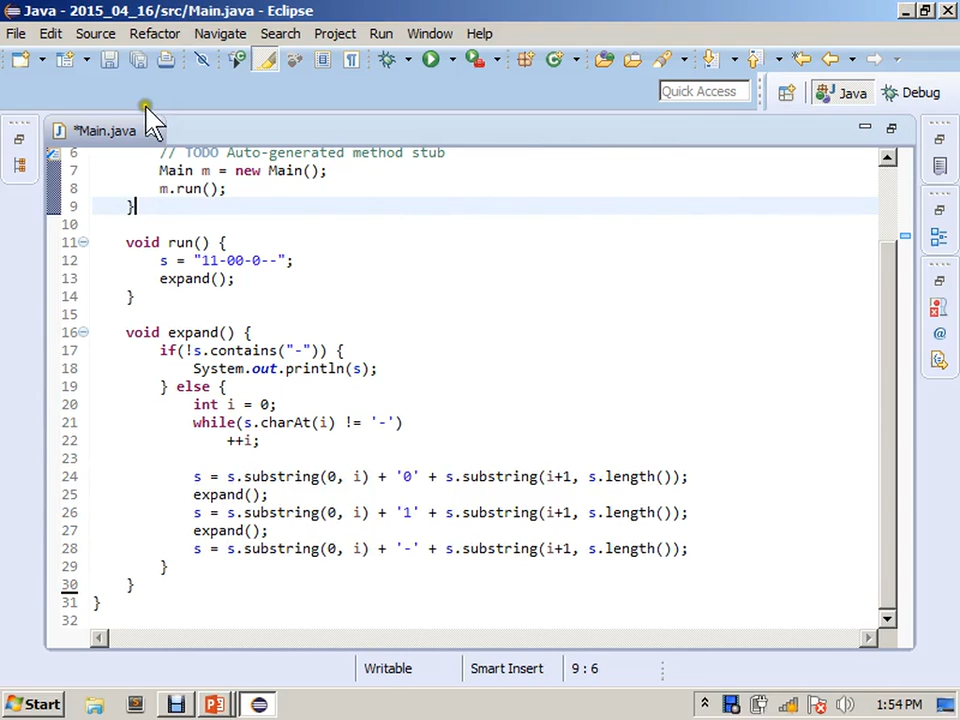 Java - 2015_04_16/src/Main.java - Eclipse
File Edit Source Refactor Navigate Search Project Run Window Help
Quick Access Java Debug
*Main.java
6 // TODO Auto-generated method stub
7 Main m = new Main();
8 m.run();
9 }
10
11 void run() {
12 s = "11-00-0--";
13 expand();
14 }
15
16 void expand() {
17 if(!s.contains("-")) {
18 System.out.println(s);
19 } else {
20 int i = 0;
21 while(s.charAt(i) != '-')
22 ++i;
23
24 s = s.substring(0, i) + '0' + s.substring(i+1, s.length());
25 expand();
26 s = s.substring(0, i) + '1' + s.substring(i+1, s.length());
27 expand();
28 s = s.substring(0, i) + '-' + s.substring(i+1, s.length());
29 }
30 }
31 }
32
Writable Smart Insert 9 : 6
Start 1:54 PM